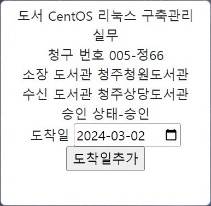 도서 CentOS 리눅스 구축관리
실무
청구 번호 005-정66
소장 도서관 청주청원도서관
수신 도서관 청주상당도서관
승인 상태-승인
도착일 2024-03-02
도착일추가